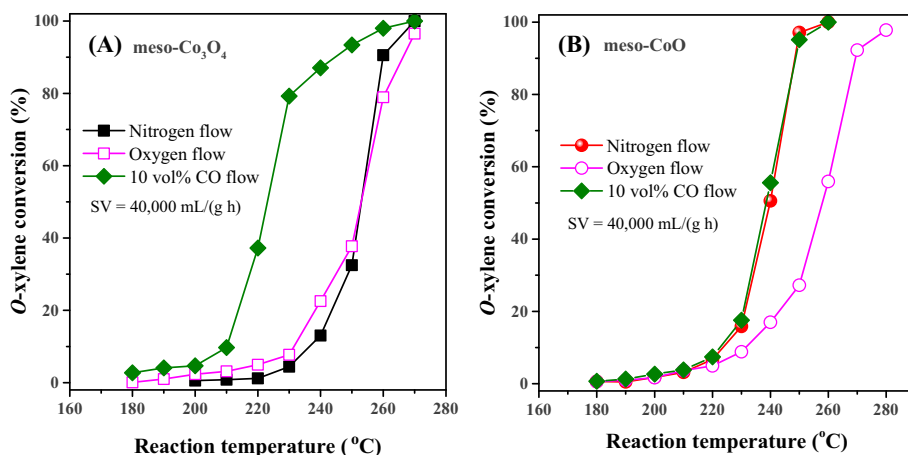 (A) meso-Co₃O₄
Nitrogen flow
Oxygen flow
10 vol% CO flow
SV = 40,000 mL/(g h)
O-xylene conversion (%)
100
80
60
40
20
0
160 180 200 220 240 260 280
Reaction temperature (°C)
(B) meso-CoO
Nitrogen flow
Oxygen flow
10 vol% CO flow
SV = 40,000 mL/(g h)
O-xylene conversion (%)
100
80
60
40
20
0
160 180 200 220 240 260 280
Reaction temperature (°C)